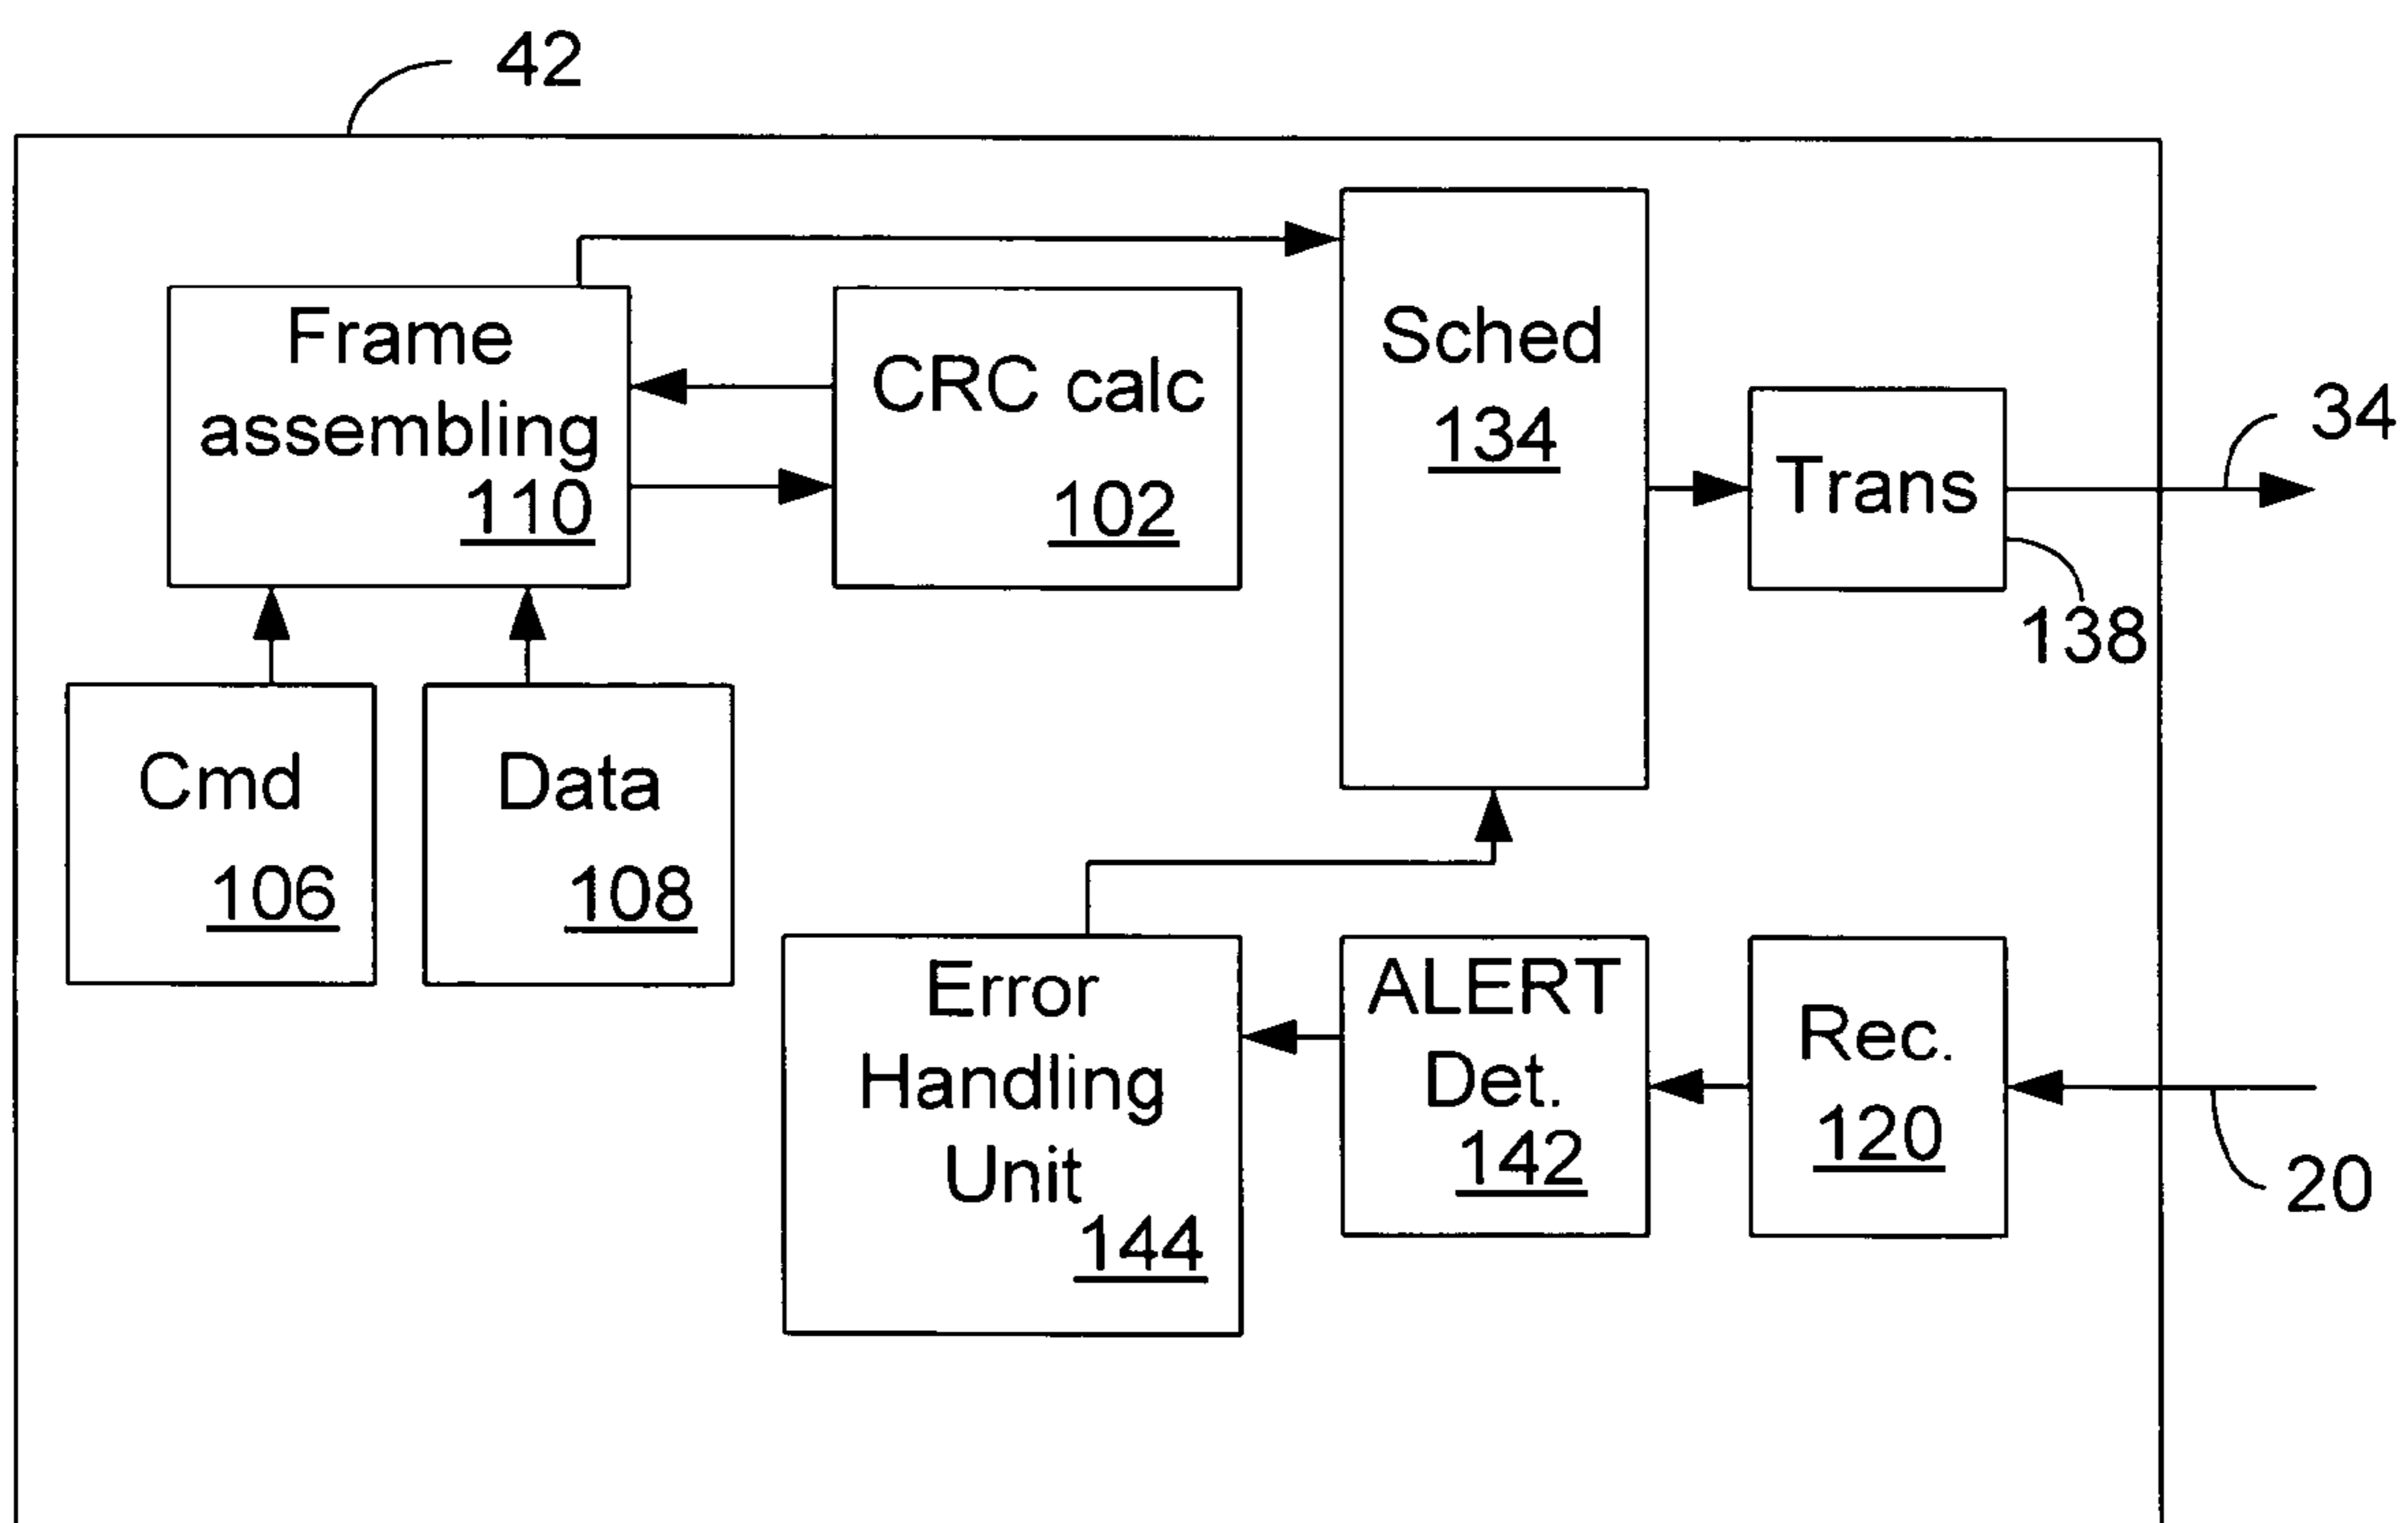 42
Frame
assembling
110
CRC calc
102
Sched
134
Trans
34
138
Cmd
106
Data
108
Error
Handling
Unit
144
ALERT
Det.
142
Rec.
120
20